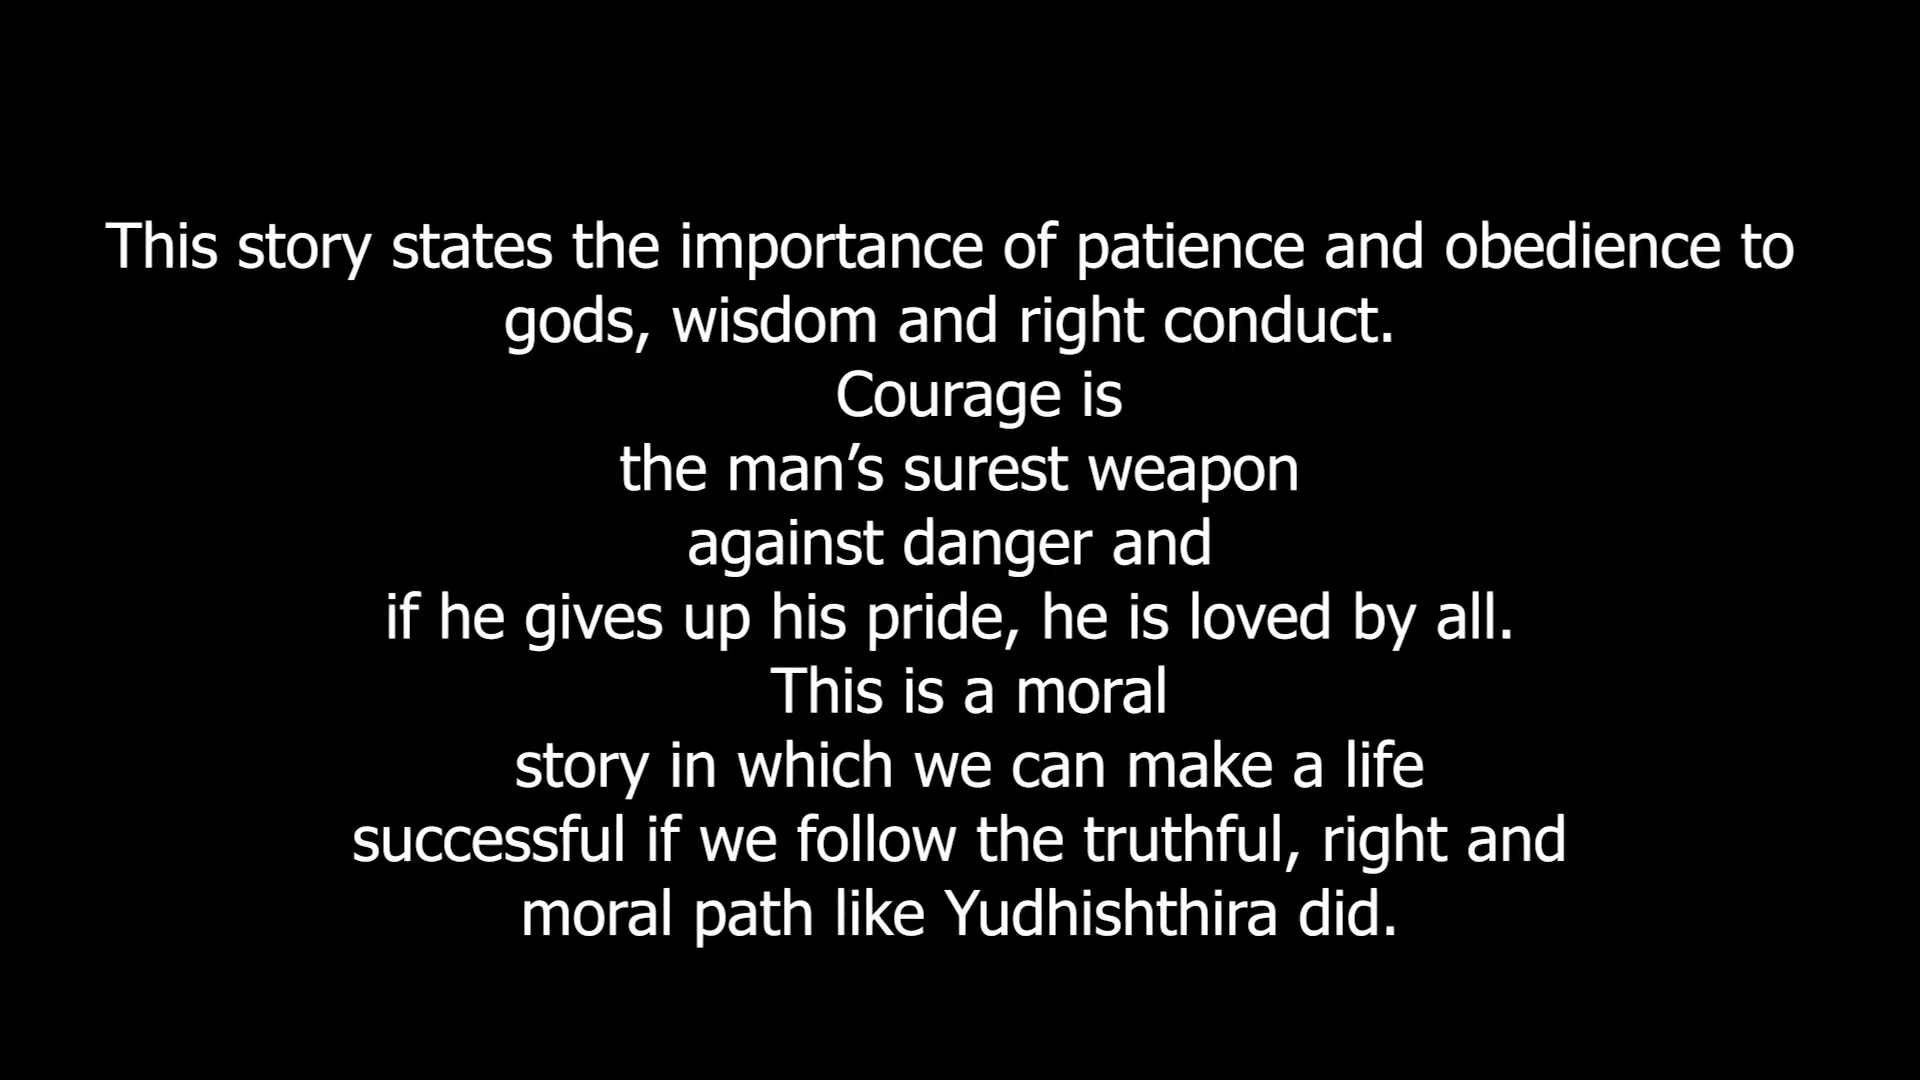 This story states the importance of patience and obedience to
gods, wisdom and right conduct.
Courage is
the man’s surest weapon
against danger and
if he gives up his pride, he is loved by all.
This is a moral
story in which we can make a life
successful if we follow the truthful, right and
moral path like Yudhishthira did.